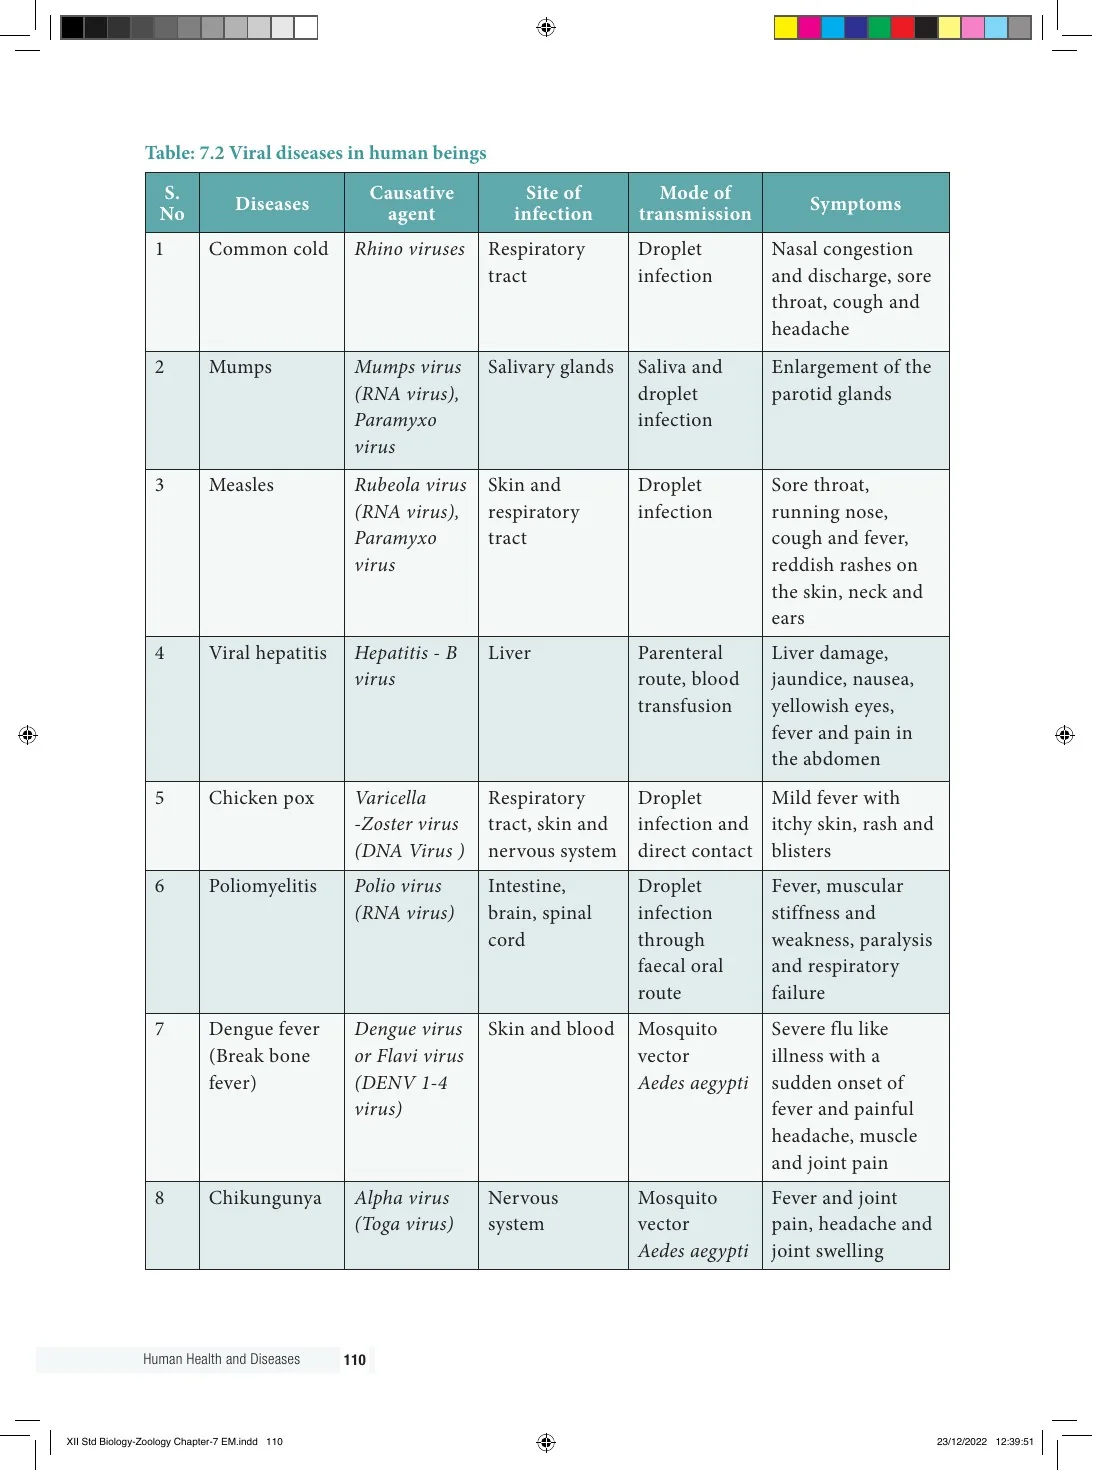 Table: 7.2 Viral diseases in human beings
S. No | Diseases | Causative agent | Site of infection | Mode of transmission | Symptoms
1 | Common cold | Rhino viruses | Respiratory tract | Droplet infection | Nasal congestion and discharge, sore throat, cough and headache
2 | Mumps | Mumps virus (RNA virus), Paramyxo virus | Salivary glands | Saliva and droplet infection | Enlargement of the parotid glands
3 | Measles | Rubeola virus (RNA virus), Paramyxo virus | Skin and respiratory tract | Droplet infection | Sore throat, running nose, cough and fever, reddish rashes on the skin, neck and ears
4 | Viral hepatitis | Hepatitis - B virus | Liver | Parenteral route, blood transfusion | Liver damage, jaundice, nausea, yellowish eyes, fever and pain in the abdomen
5 | Chicken pox | Varicella -Zoster virus (DNA Virus ) | Respiratory tract, skin and nervous system | Droplet infection and direct contact | Mild fever with itchy skin, rash and blisters
6 | Poliomyelitis | Polio virus (RNA virus) | Intestine, brain, spinal cord | Droplet infection through faecal oral route | Fever, muscular stiffness and weakness, paralysis and respiratory failure
7 | Dengue fever (Break bone fever) | Dengue virus or Flavi virus (DENV 1-4 virus) | Skin and blood | Mosquito vector Aedes aegypti | Severe flu like illness with a sudden onset of fever and painful headache, muscle and joint pain
8 | Chikungunya | Alpha virus (Toga virus) | Nervous system | Mosquito vector Aedes aegypti | Fever and joint pain, headache and joint swelling
Human Health and Diseases 110
XII Std Biology-Zoology Chapter-7 EM.indd 110
23/12/2022 12:39:51